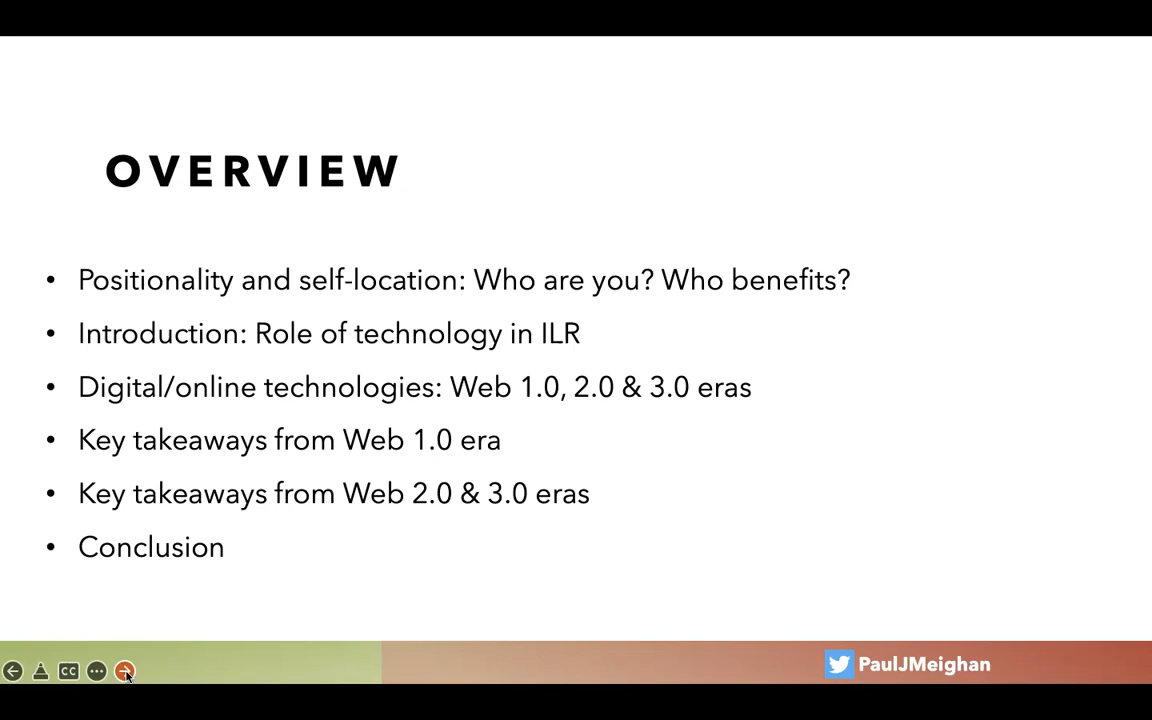 OVERVIEW
• Positionality and self-location: Who are you? Who benefits?
• Introduction: Role of technology in ILR
• Digital/online technologies: Web 1.0, 2.0 & 3.0 eras
• Key takeaways from Web 1.0 era
• Key takeaways from Web 2.0 & 3.0 eras
• Conclusion
CC
PaulJMeighan